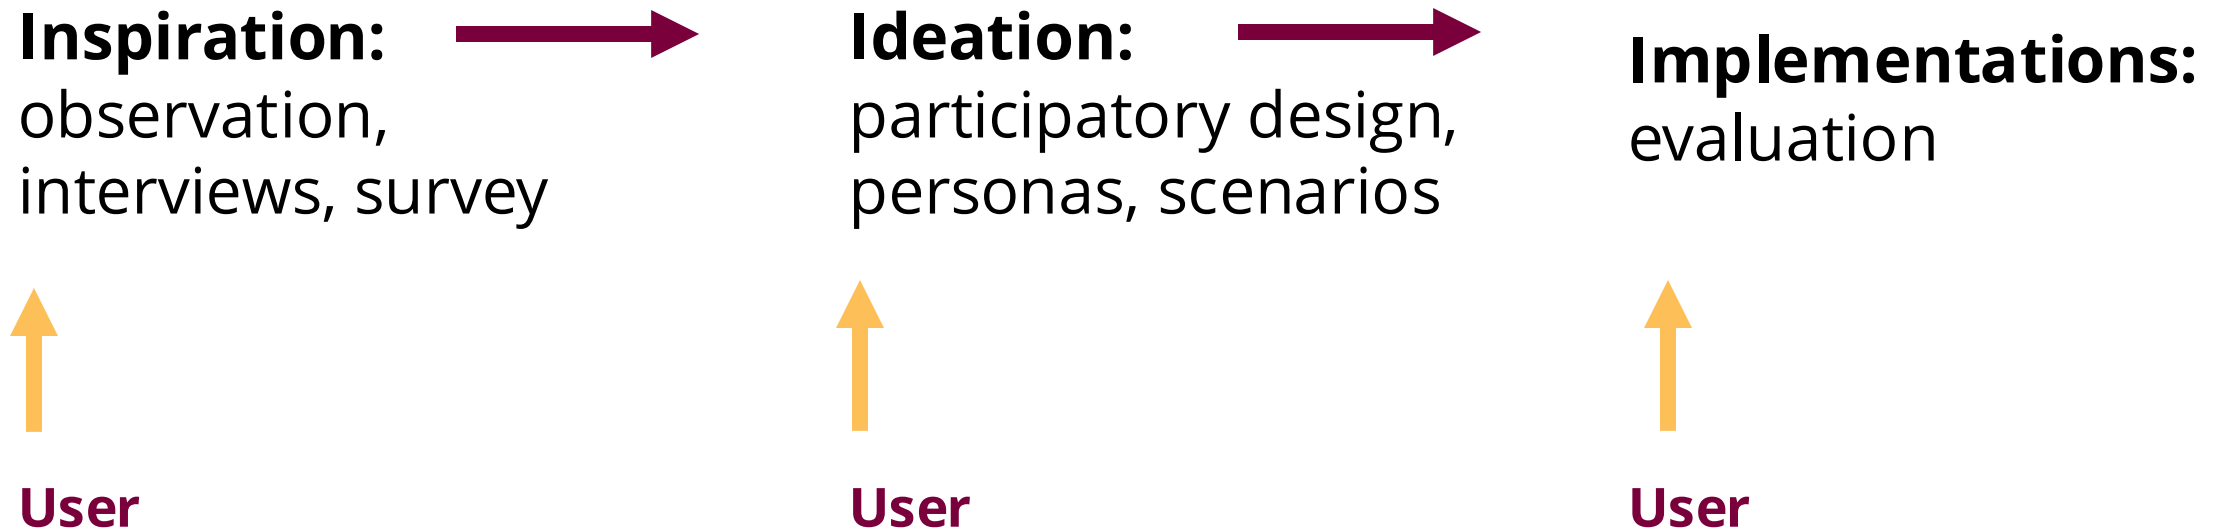 Inspiration:
observation,
interviews, survey
Ideation:
participatory design,
personas, scenarios
Implementations:
evaluation
User
User
User